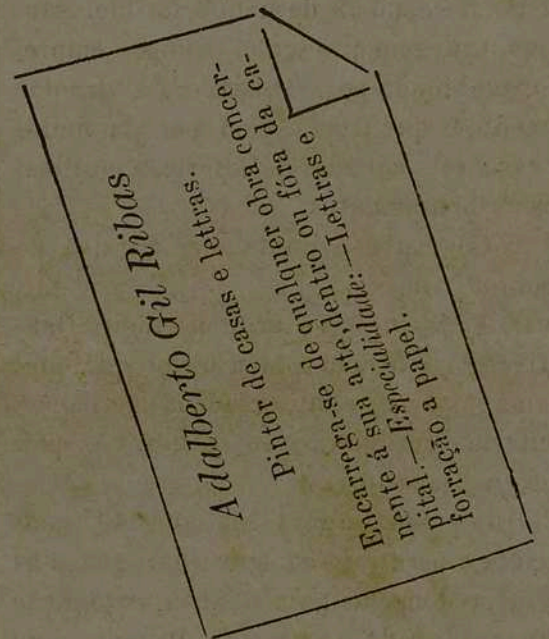 Adalberto Gil Ribas
Pintor de casas e lettras.
Encarrega-se de qualquer obra concer-
nente á sua arte, dentro ou fóra da ca-
pital.—Especialidade:—Lettras e
forração a papel.